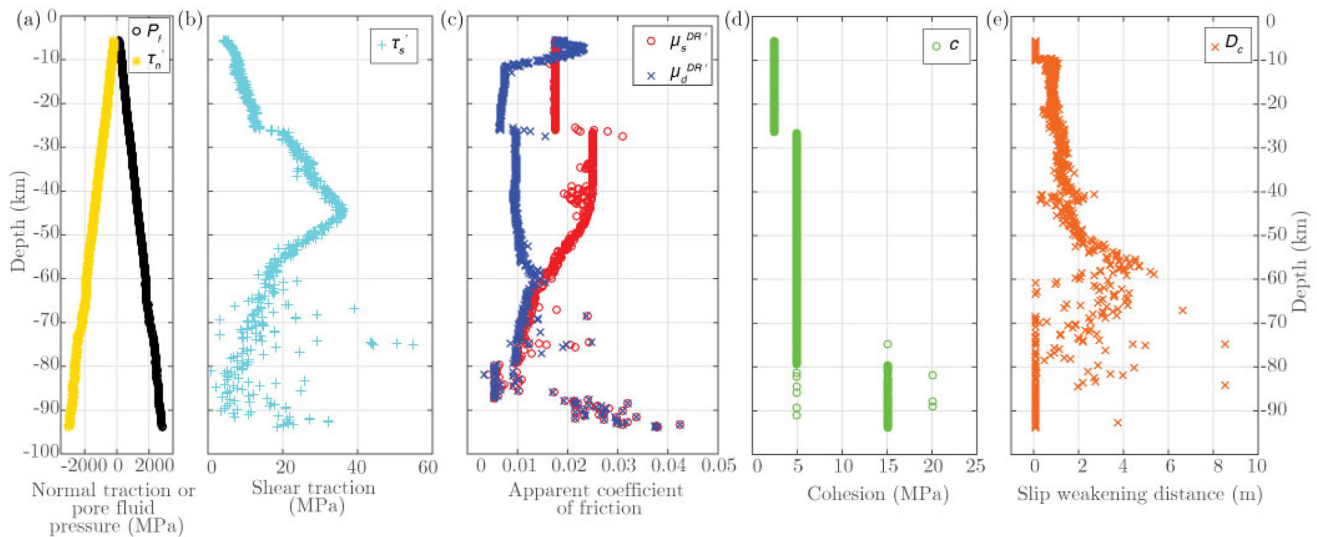 (a)
(b)
(c)
(d)
(e)
P_f
τ_n'
τ_s'
μ_s^DR'
μ_d^DR'
c
D_c
0
-10
-20
-30
-40
-50
-60
-70
-80
-90
-100
Depth (km)
-2000 0 2000
Normal traction or
pore fluid
pressure (MPa)
0 20 40 60
Shear traction
(MPa)
0 0.01 0.02 0.03 0.04 0.05
Apparent coefficient
of friction
0 5 10 15 20 25
Cohesion (MPa)
0 2 4 6 8 10
Slip weakening distance (m)
0
-10
-20
-30
-40
-50
-60
-70
-80
-90
Depth (km)